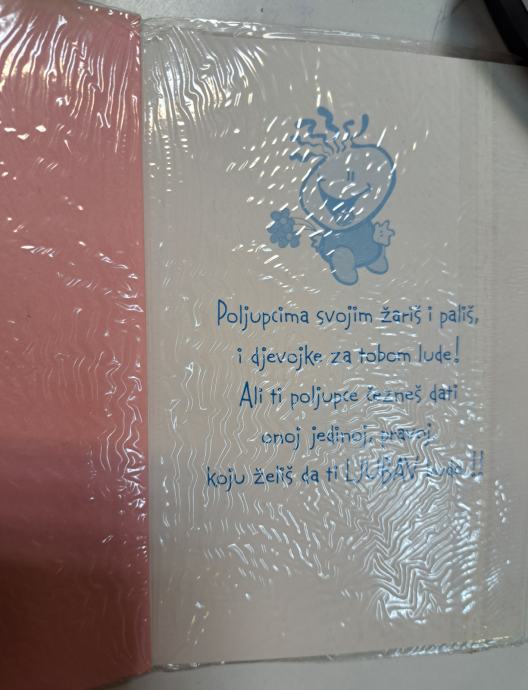 Poljupcima svojim žariš i pališ,
i djevojke za tobom lude!
Ali ti poljupce čezneš dati
onoj jedinoj, pravoj,
koju želiš da ti LJUBAV bude!!